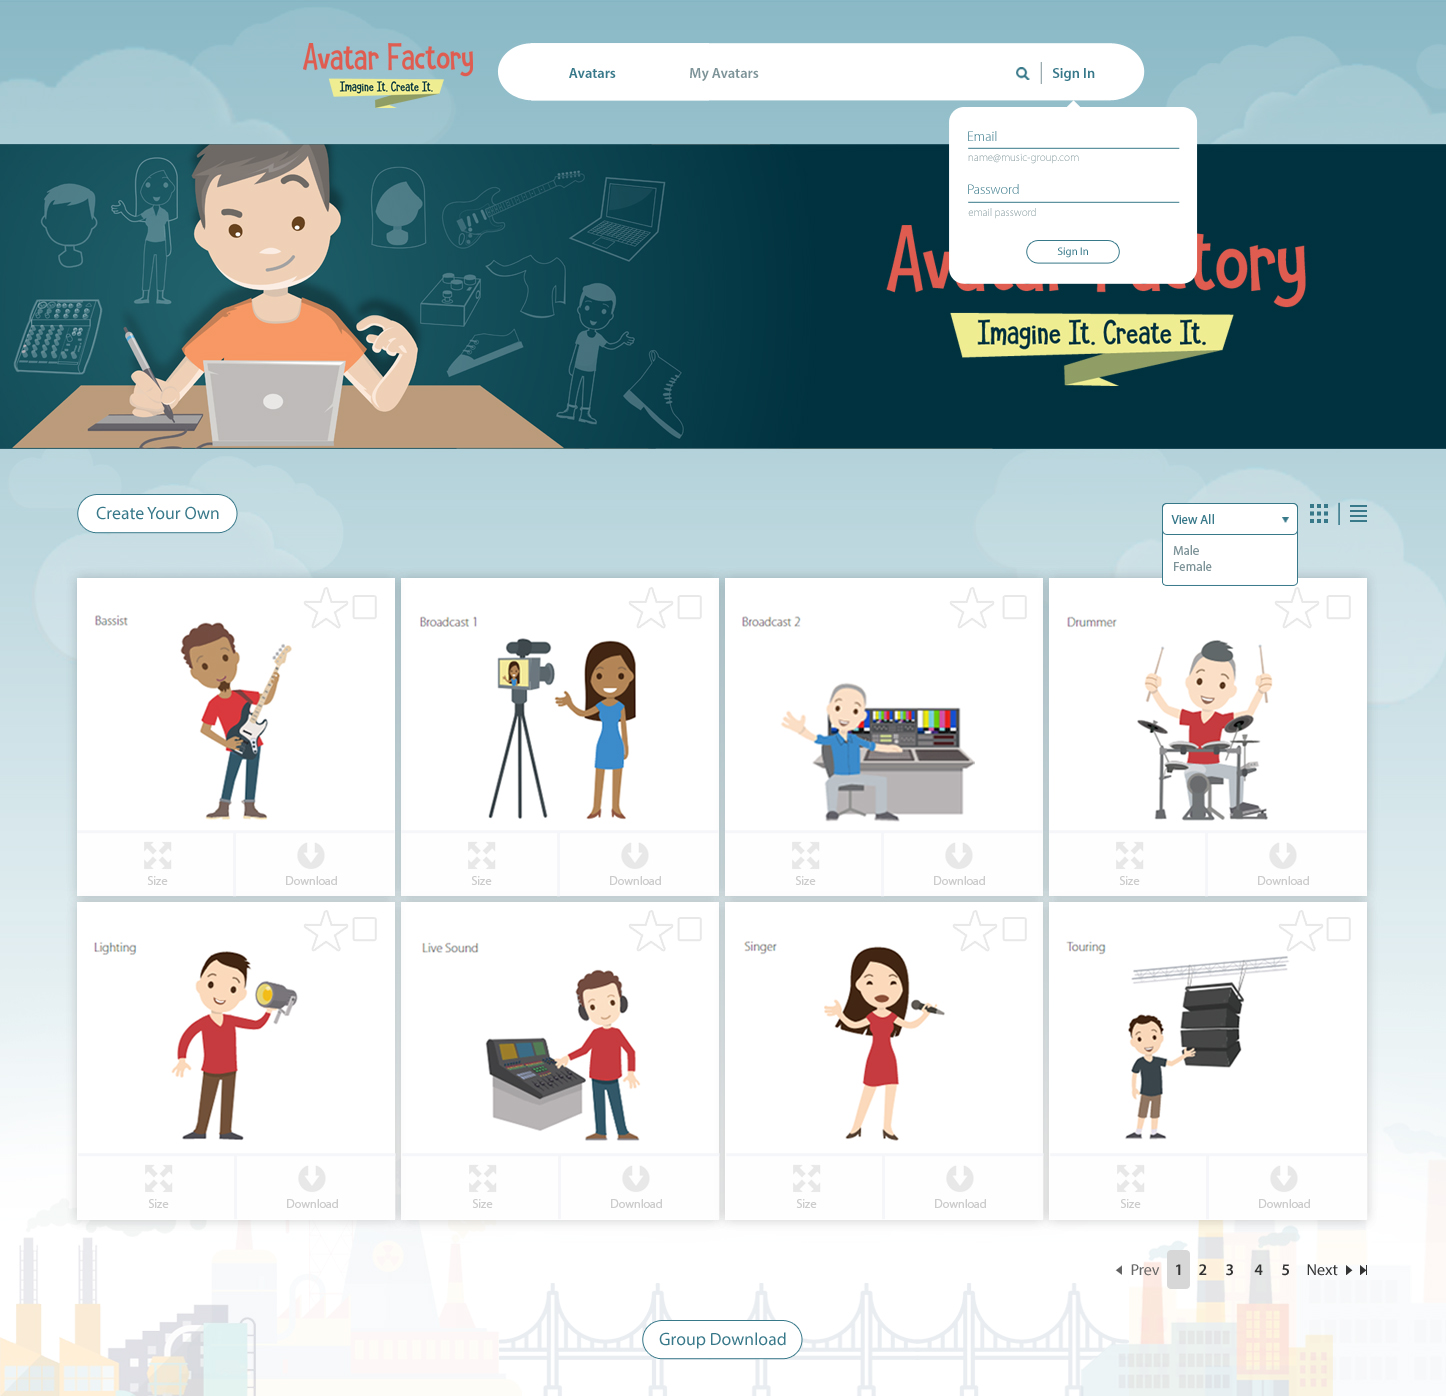 Avatar Factory
Imagine It. Create It.
Avatars
My Avatars
Sign In
Email
name@music-group.com
Password
email password
Sign In
Av Factory
Imagine It. Create It.
Create Your Own
View All
Male
Female
Bassist
Broadcast 1
Broadcast 2
Drummer
Size
Download
Size
Download
Size
Download
Size
Download
Lighting
Live Sound
Singer
Touring
Size
Download
Size
Download
Size
Download
Size
Download
Prev 1 2 3 4 5 Next
Group Download